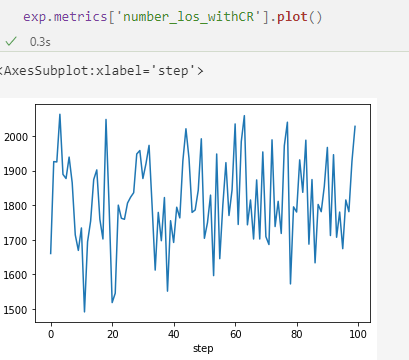 exp.metrics['number_los_withCR'].plot()
0.3s
<AxesSubplot:xlabel='step'>
2000
1900
1800
1700
1600
1500
0 20 40 60 80 100
step